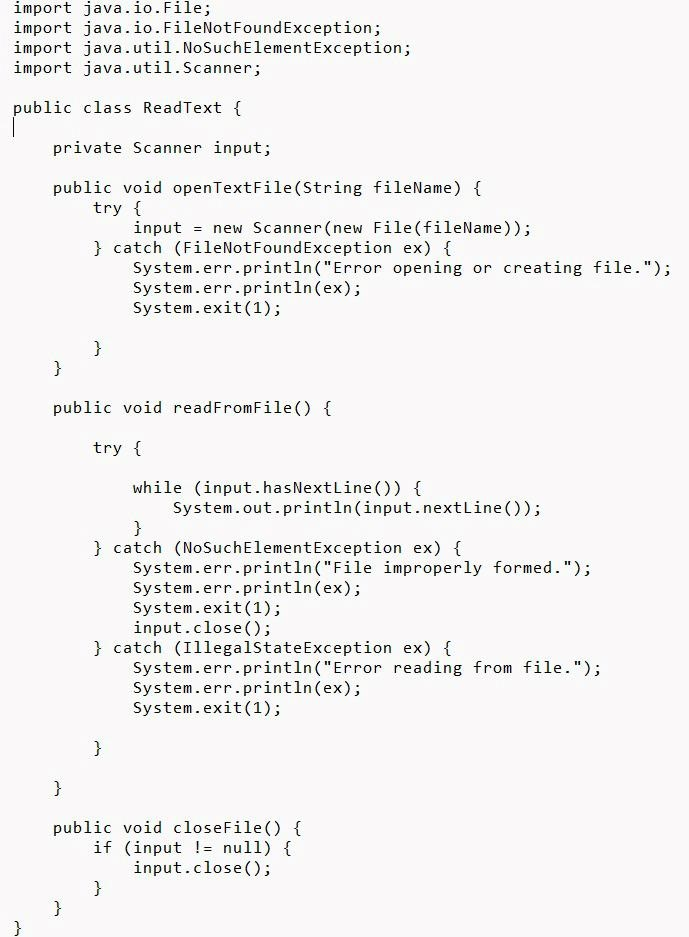 import java.io.File;
import java.io.FileNotFoundException;
import java.util.NoSuchElementException;
import java.util.Scanner;

public class ReadText {

    private Scanner input;

    public void openTextFile(String fileName) {
        try {
            input = new Scanner(new File(fileName));
        } catch (FileNotFoundException ex) {
            System.err.println("Error opening or creating file.");
            System.err.println(ex);
            System.exit(1);

        }
    }

    public void readFromFile() {

        try {

            while (input.hasNextLine()) {
                System.out.println(input.nextLine());
            }
        } catch (NoSuchElementException ex) {
            System.err.println("File improperly formed.");
            System.err.println(ex);
            System.exit(1);
            input.close();
        } catch (IllegalStateException ex) {
            System.err.println("Error reading from file.");
            System.err.println(ex);
            System.exit(1);

        }

    }

    public void closeFile() {
        if (input != null) {
            input.close();
        }
    }
}